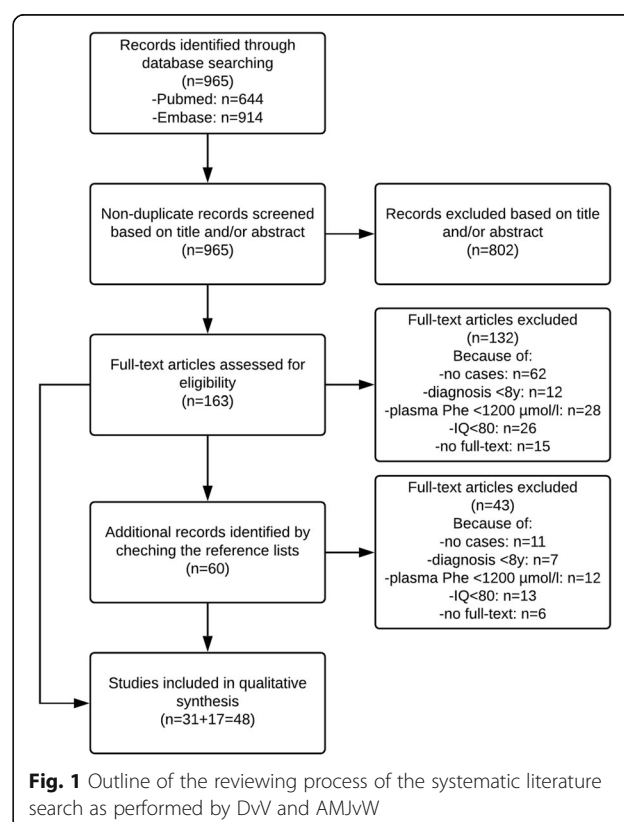 Records identified through
database searching
(n=965)
-Pubmed: n=644
-Embase: n=914
Non-duplicate records screened
based on title and/or abstract
(n=965)
Records excluded based on title
and/or abstract
(n=802)
Full-text articles assessed for
eligibility
(n=163)
Full-text articles excluded
(n=132)
Because of:
-no cases: n=62
-diagnosis <8y: n=12
-plasma Phe <1200 µmol/l: n=28
-IQ<80: n=26
-no full-text: n=15
Additional records identified by
cheching the reference lists
(n=60)
Full-text articles excluded
(n=43)
Because of:
-no cases: n=11
-diagnosis <8y: n=7
-plasma Phe <1200 µmol/l: n=12
-IQ<80: n=13
-no full-text: n=6
Studies included in qualitative
synthesis
(n=31+17=48)
Fig. 1 Outline of the reviewing process of the systematic literature
search as performed by DvV and AMJvW